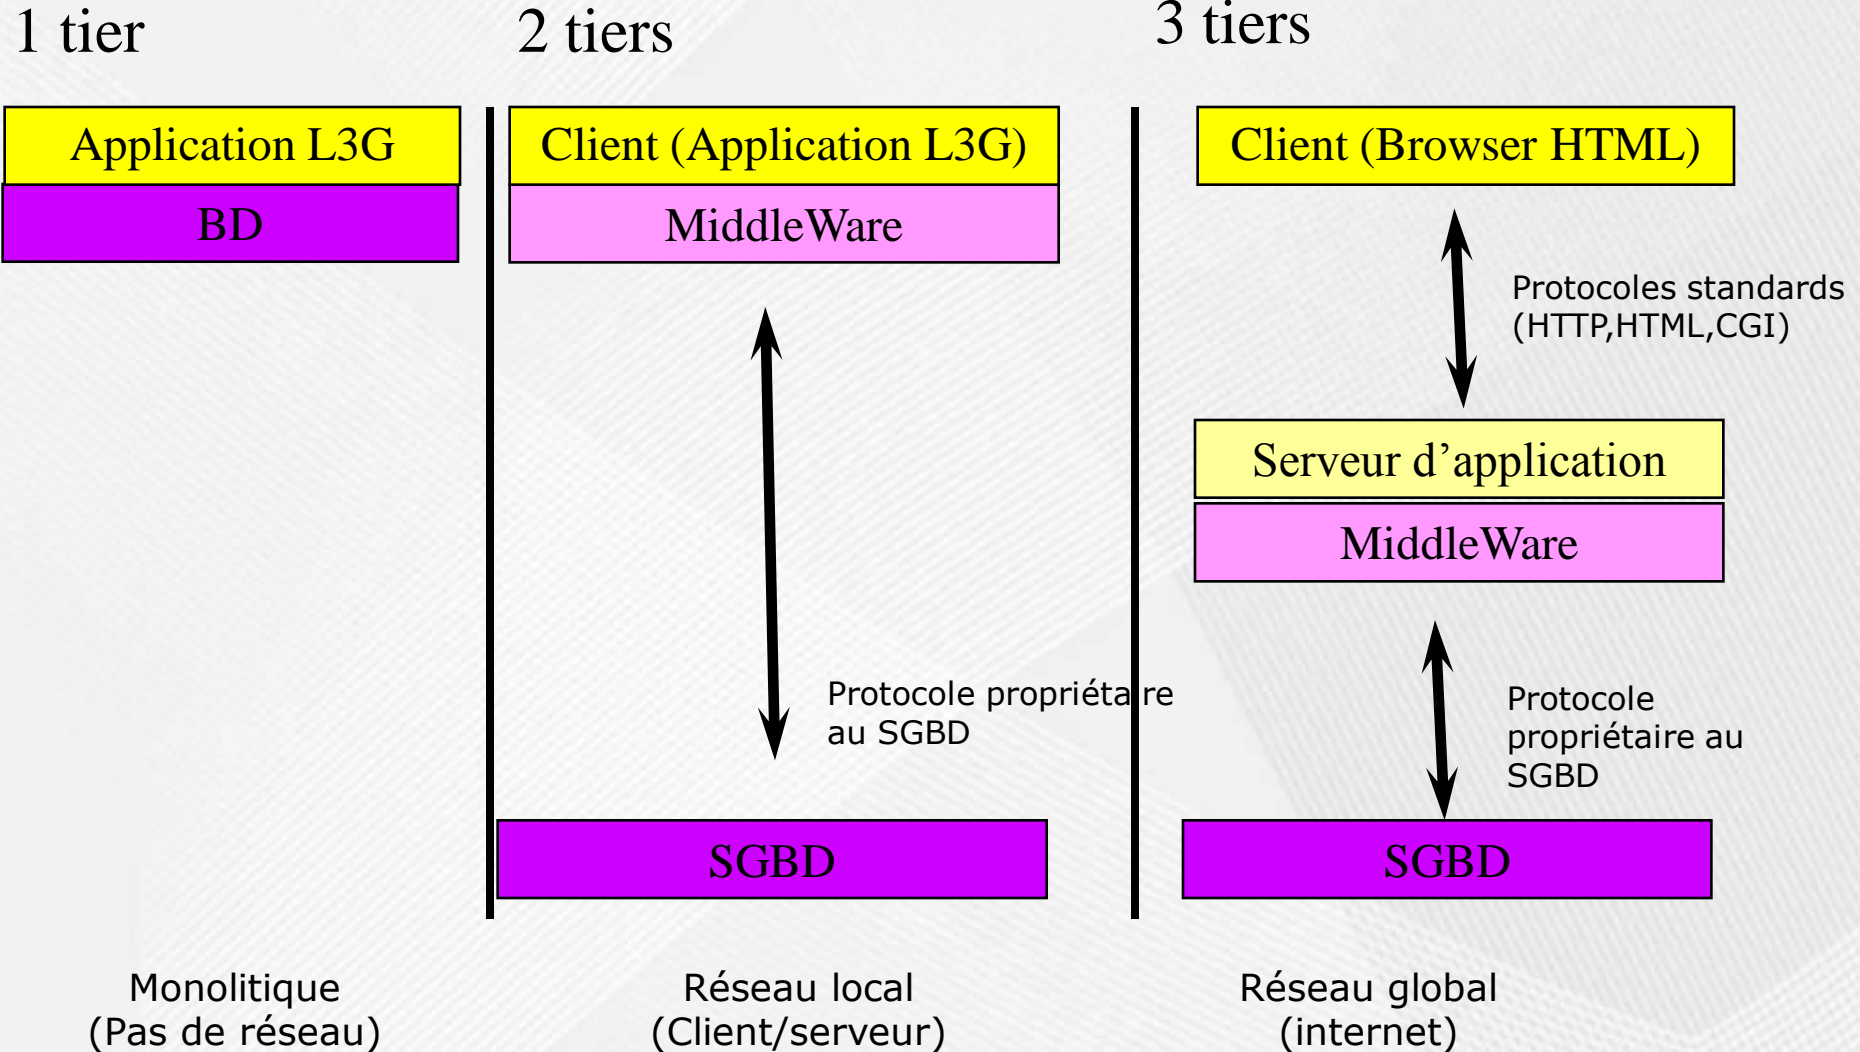 1 tier
Application L3G
BD
Monolitique
(Pas de réseau)
2 tiers
Client (Application L3G)
MiddleWare
Protocole propriétaire
au SGBD
SGBD
Réseau local
(Client/serveur)
3 tiers
Client (Browser HTML)
Protocoles standards
(HTTP,HTML,CGI)
Serveur d’application
MiddleWare
Protocole
propriétaire au
SGBD
SGBD
Réseau global
(internet)